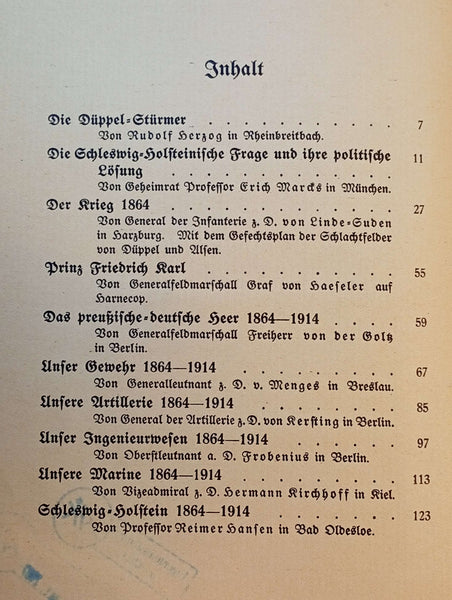 Inhalt
Die Düppel-Stürmer . . . . . . . . . . . 7
Von Rudolf Herzog in Rheinbreitbach.
Die Schleswig-Holsteinische Frage und ihre politische 11
Lösung . . . . . . . . . . . .
Von Geheimrat Professor Erich Marcks in München.
Der Krieg 1864 . . . . . . . . . . . . 27
Von General der Infanterie z. D. von Linde-Suden
in Harzburg. Mit dem Gefechtsplan der Schlachtfelder
von Düppel und Alsen.
Prinz Friedrich Karl . . . . . . . . . . 55
Von Generalfeldmarschall Graf von Haeseler auf
Harnecop.
Das preußische-deutsche Heer 1864—1914 . . . . 59
Von Generalfeldmarschall Freiherr von der Goltz
in Berlin.
Unser Gewehr 1864—1914 . . . . . . . . 67
Von Generalleutnant z. D. v. Menges in Breslau.
Unsere Artillerie 1864—1914 . . . . . . . 85
Von General der Artillerie z. D. von Kersting in Berlin.
Unser Ingenieurwesen 1864—1914 . . . . . . 97
Von Oberstleutnant a. D. Frobenius in Berlin.
Unsere Marine 1864—1914 . . . . . . . . 113
Von Vizeadmiral z. D. Hermann Kirchhoff in Kiel.
Schleswig-Holstein 1864—1914 . . . . . . . 123
Von Professor Reimer Hansen in Bad Oldesloe.